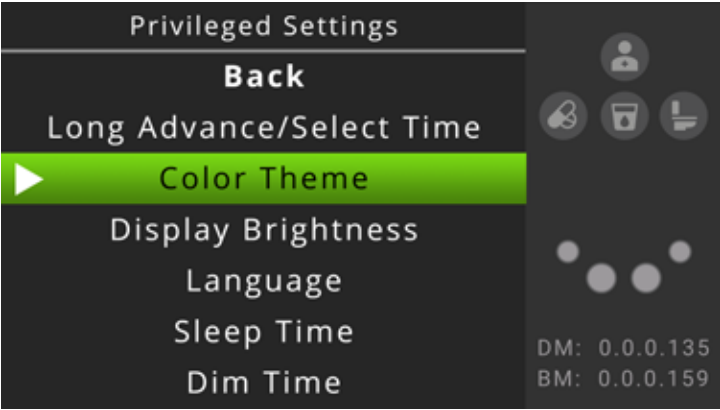 Privileged Settings
Back
Long Advance/Select Time
Color Theme
Display Brightness
Language
Sleep Time
Dim Time
DM: 0.0.0.135
BM: 0.0.0.159